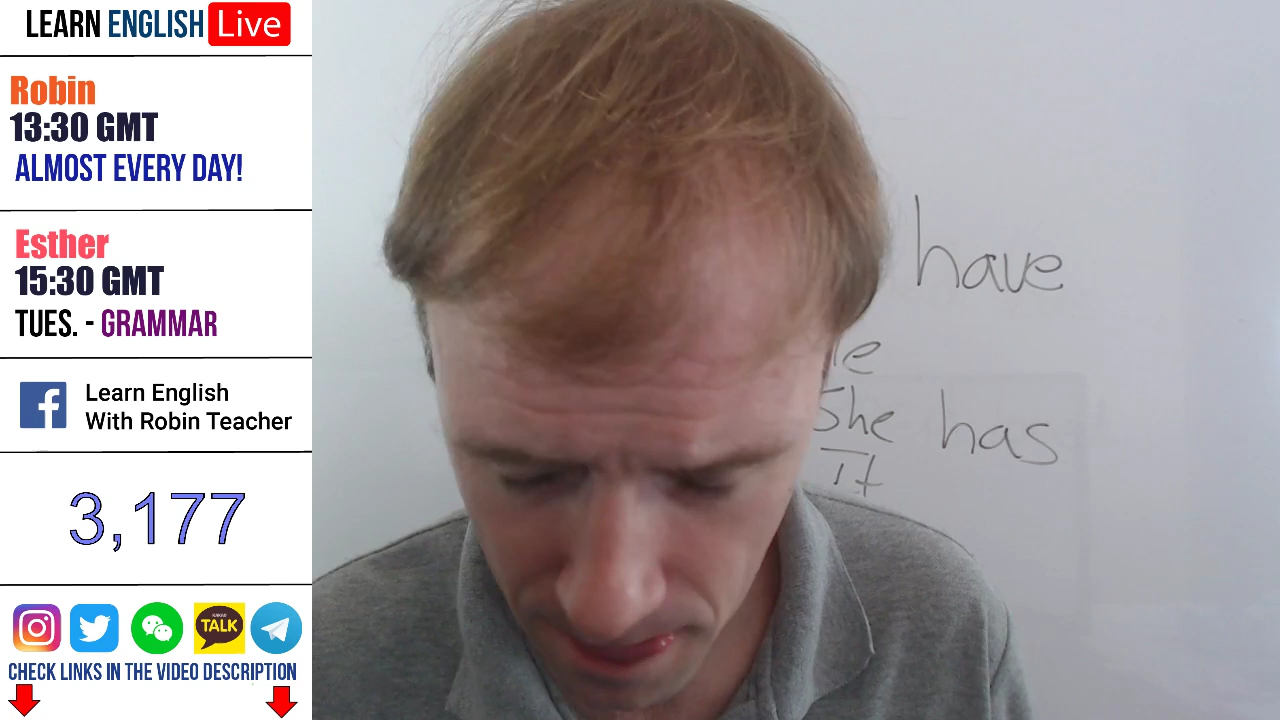 LEARN ENGLISH Live
Robin
13:30 GMT
ALMOST EVERY DAY!
Esther
15:30 GMT
TUES. - GRAMMAR
Learn English
With Robin Teacher
3,177
TALK
CHECK LINKS IN THE VIDEO DESCRIPTION
have
She has
It